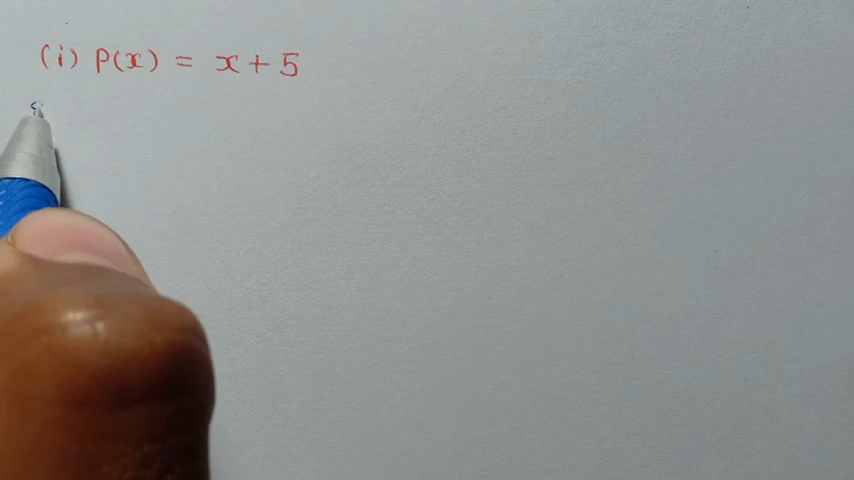 (i) P(x) = x + 5